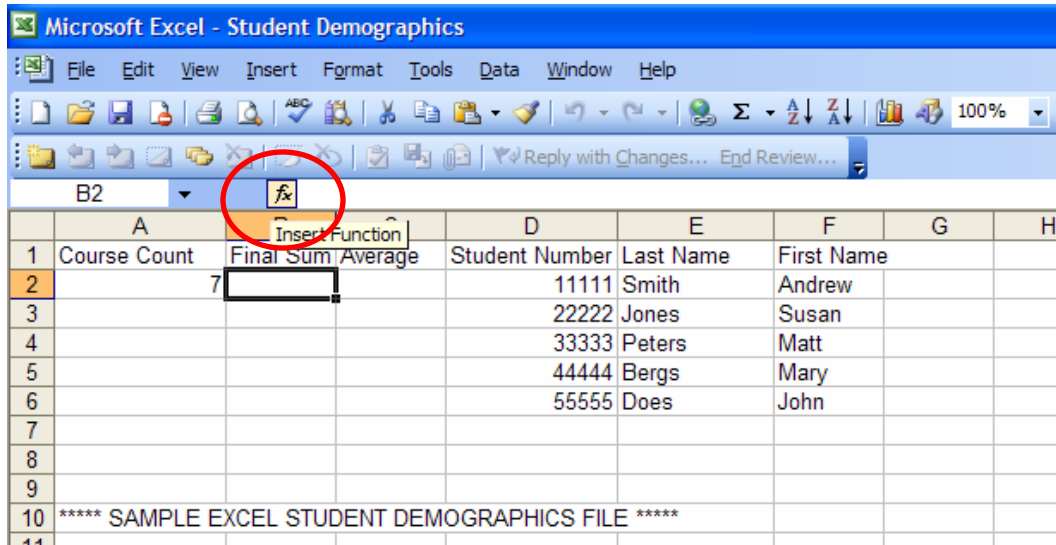 Microsoft Excel - Student Demographics
File Edit View Insert Format Tools Data Window Help
ABC Σ A Z Z A 100%
Reply with Changes... End Review...
B2 fx
Insert Function
A D E F G H
1 Course Count Final Sum Average Student Number Last Name First Name
2 7 11111 Smith Andrew
3 22222 Jones Susan
4 33333 Peters Matt
5 44444 Bergs Mary
6 55555 Does John
7
8
9
10 ***** SAMPLE EXCEL STUDENT DEMOGRAPHICS FILE *****